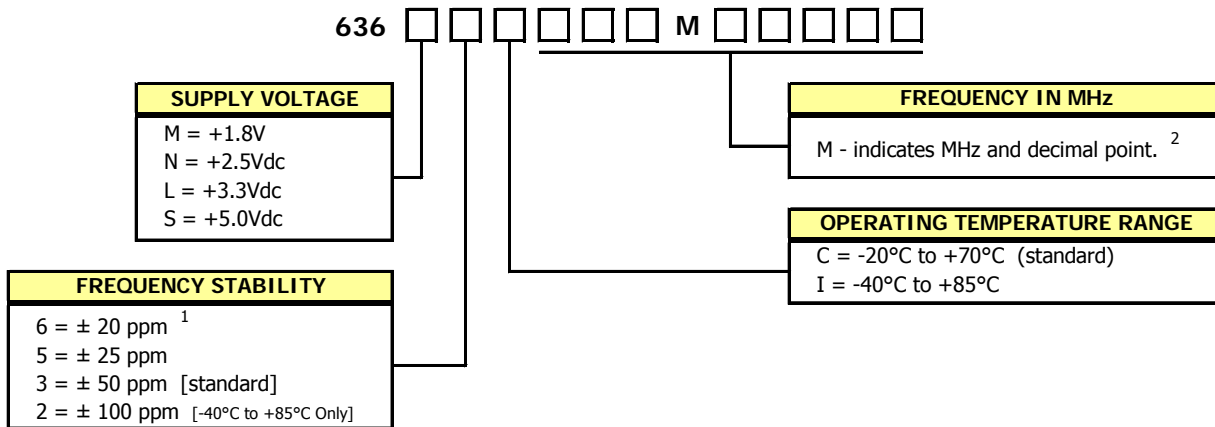 636 M
SUPPLY VOLTAGE
M = +1.8V
N = +2.5Vdc
L = +3.3Vdc
S = +5.0Vdc
FREQUENCY IN MHz
M - indicates MHz and decimal point. 2
OPERATING TEMPERATURE RANGE
C = -20°C to +70°C (standard)
I = -40°C to +85°C
FREQUENCY STABILITY
6 = ± 20 ppm 1
5 = ± 25 ppm
3 = ± 50 ppm [standard]
2 = ± 100 ppm [-40°C to +85°C Only]